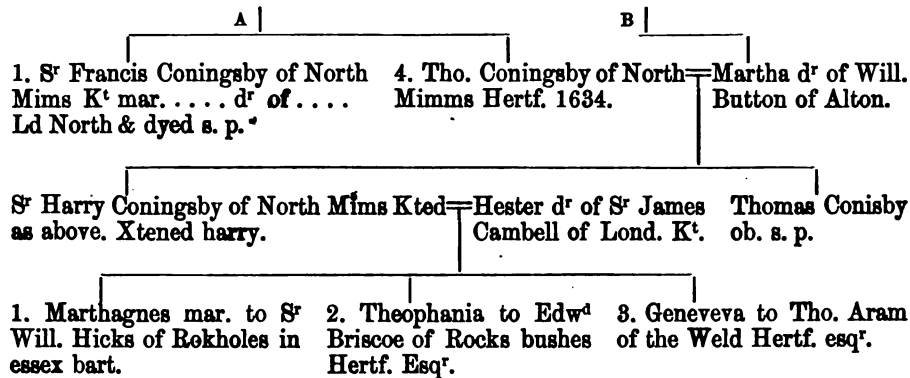 A B
1. Sʳ Francis Coningsby of North
Mims Kᵗ mar. . . . . . dʳ of . . . .
Ld North & dyed s. p.
4. Tho. Coningsby of North
Mimms Hertf. 1634.
Martha dʳ of Will.
Button of Alton.
Sʳ Harry Coningsby of North Mims Kted
as above. Xtened harry.
Hester dʳ of Sʳ James
Cambell of Lond. Kᵗ.
Thomas Conisby
ob. s. p.
1. Marthagnes mar. to Sʳ
Will. Hicks of Rokholes in
essex bart.
2. Theophania to Edwᵈ
Briscoe of Rocks bushes
Hertf. Esqʳ.
3. Geneveva to Tho. Aram
of the Weld Hertf. esqʳ.